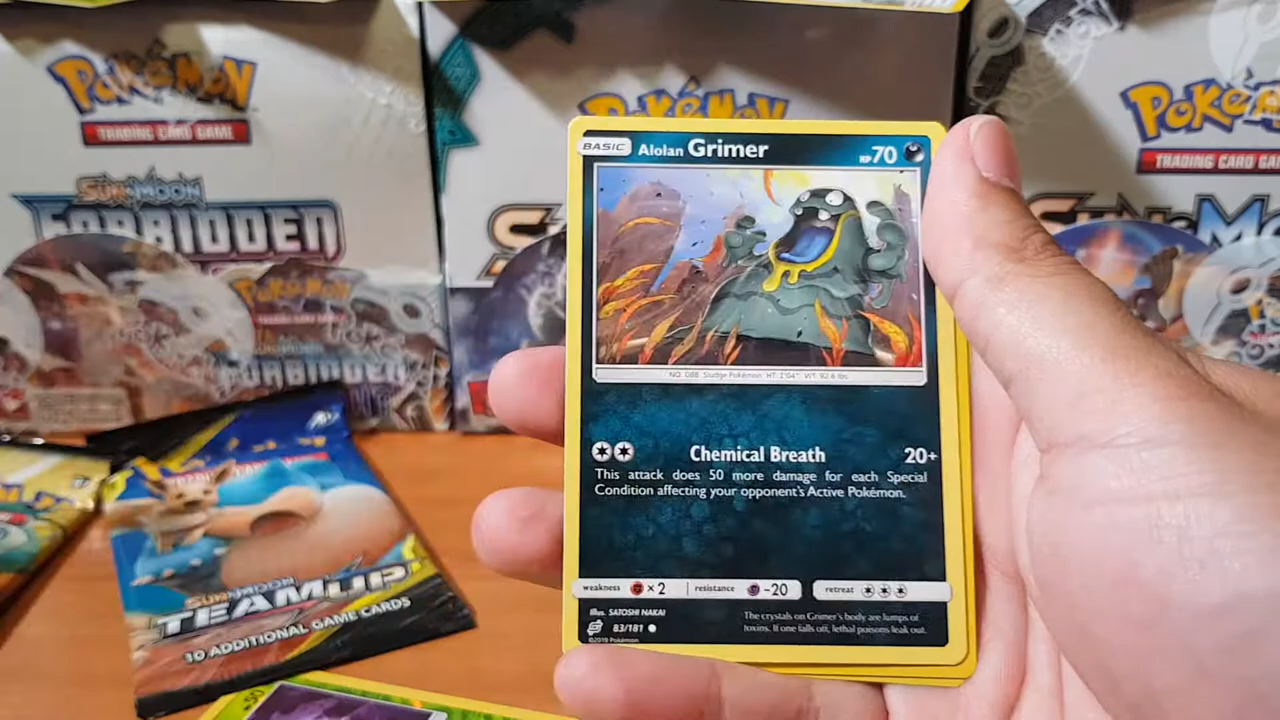 POKéMON
TRADING CARD GAME
SUN & MOON
FORBIDDEN
POKéMON
FORBIDDEN
POKéMON
TRADING CARD GAME
SUN & MOON
BASIC Alolan Grimer HP 70
NO. 088 Sludge Pokémon HT: 2'04" WT: 92.6 lbs.
Chemical Breath 20+
This attack does 50 more damage for each Special
Condition affecting your opponent's Active Pokémon.
weakness ×2 resistance -20 retreat
Illus. SATOSHI NAKAI
83/181
©2019 Pokémon
The crystals on Grimer's body are lumps of
toxins. If one falls off, lethal poisons leak out.
SUN & MOON
TEAM UP
10 ADDITIONAL GAME CARDS
50